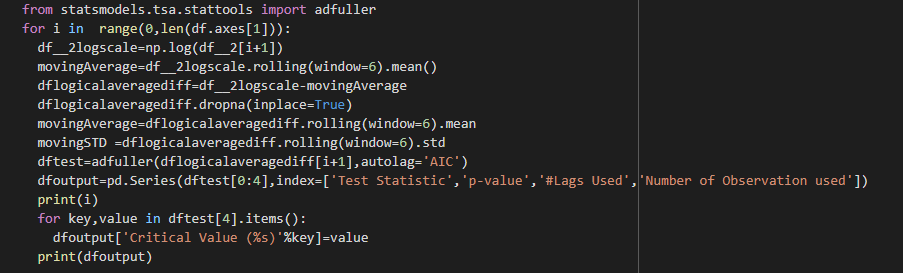 from statsmodels.tsa.stattools import adfuller
for i in  range(0,len(df.axes[1])):
  df__2logscale=np.log(df__2[i+1])
  movingAverage=df__2logscale.rolling(window=6).mean()
  dflogicalaveragediff=df__2logscale-movingAverage
  dflogicalaveragediff.dropna(inplace=True)
  movingAverage=dflogicalaveragediff.rolling(window=6).mean
  movingSTD =dflogicalaveragediff.rolling(window=6).std
  dftest=adfuller(dflogicalaveragediff[i+1],autolag='AIC')
  dfoutput=pd.Series(dftest[0:4],index=['Test Statistic','p-value','#Lags Used','Number of Observation used'])
  print(i)
  for key,value in dftest[4].items():
    dfoutput['Critical Value (%s)'%key]=value
  print(dfoutput)